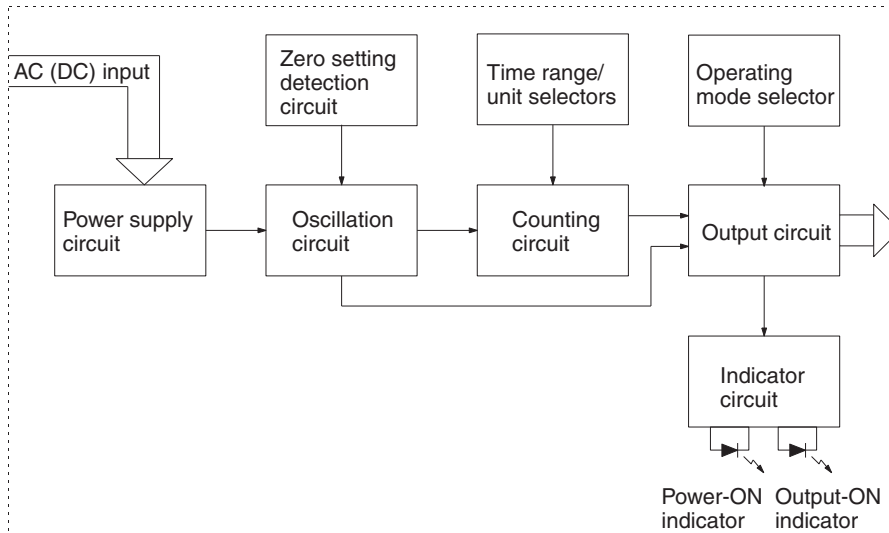 AC (DC) input
Zero setting
detection
circuit
Time range/
unit selectors
Operating
mode selector
Power supply
circuit
Oscillation
circuit
Counting
circuit
Output circuit
Indicator
circuit
Power-ON
indicator
Output-ON
indicator